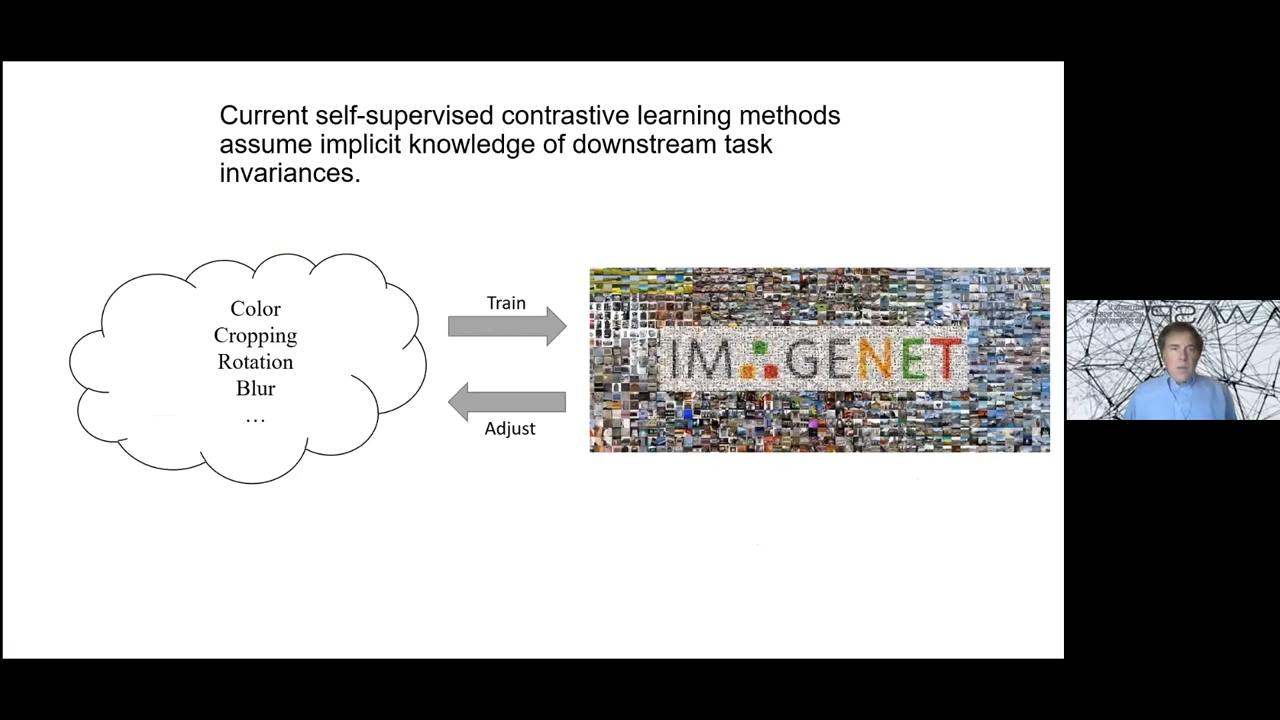 Current self-supervised contrastive learning methods
assume implicit knowledge of downstream task
invariances.
Color
Cropping
Rotation
Blur
...
Train
Adjust
IMAGENET